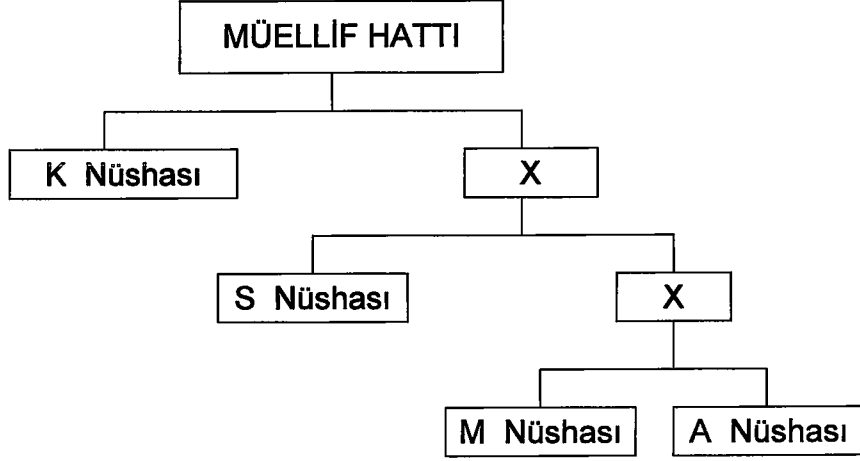 MÜELLİF HATTI
K Nüshası
X
S Nüshası
X
M Nüshası
A Nüshası